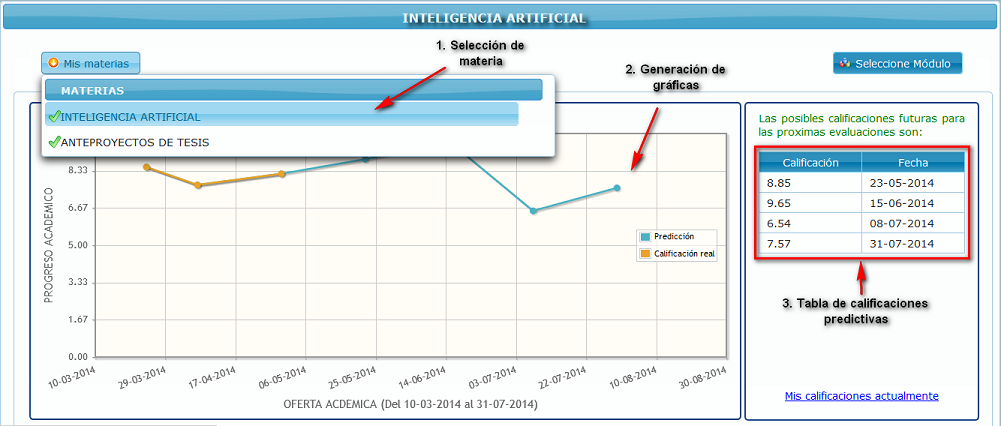 INTELIGENCIA ARTIFICIAL
1. Selección de
materia
Mis materias
Seleccione Módulo
2. Generación de
gráficas
MATERIAS
INTELIGENCIA ARTIFICIAL
ANTEPROYECTOS DE TESIS
Las posibles calificaciones futuras para
las proximas evaluaciones son:
Calificación Fecha
8.85 23-05-2014
9.65 15-06-2014
6.54 08-07-2014
7.57 31-07-2014
3. Tabla de calificaciones
predictivas
Mis calificaciones actualmente
PROGRESO ACADEMICO
8.33
6.67
5.00
3.33
1.67
0.00
Predicción
Calificación real
10-03-2014 29-03-2014 17-04-2014 06-05-2014 25-05-2014 14-06-2014 03-07-2014 22-07-2014 10-08-2014 30-08-2014
OFERTA ACDEMICA (Del 10-03-2014 al 31-07-2014)